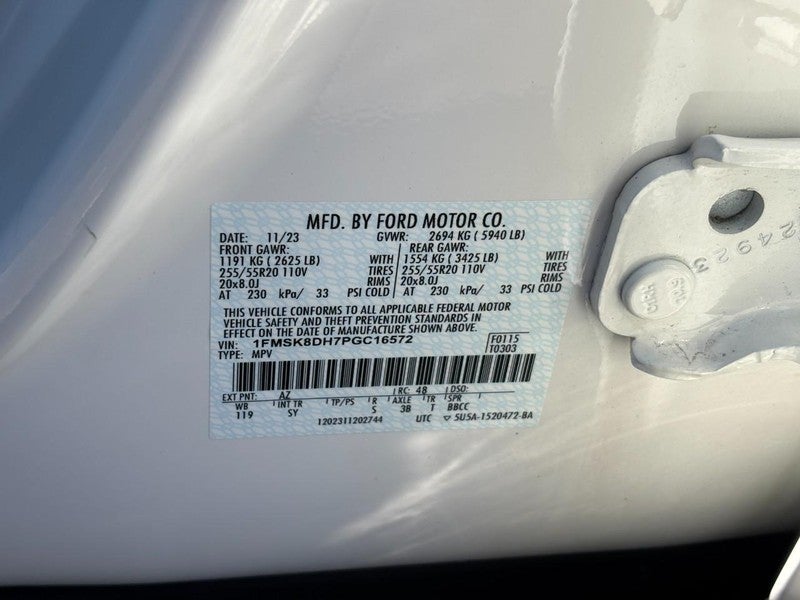 MFD. BY FORD MOTOR CO.
DATE: 11/23 GVWR: 2694 KG ( 5940 LB)
FRONT GAWR: REAR GAWR:
1191 KG ( 2625 LB) WITH 1554 KG ( 3425 LB) WITH
255/55R20 110V TIRES 255/55R20 110V TIRES
20x8.0J RIMS 20x8.0J RIMS
AT 230 kPa/ 33 PSI COLD AT 230 kPa/ 33 PSI COLD
THIS VEHICLE CONFORMS TO ALL APPLICABLE FEDERAL MOTOR
VEHICLE SAFETY AND THEFT PREVENTION STANDARDS IN
EFFECT ON THE DATE OF MANUFACTURE SHOWN ABOVE.
VIN: 1FMSK8DH7PGC16572 F0115
TYPE: MPV T0303
EXT PNT: AZ RC: 48 DSO:
WB INT TR TP/PS R AXLE TR SPR
119 SY S 3B T BBCC
1202311202744 UTC 5U5A-1520472-BA
24923